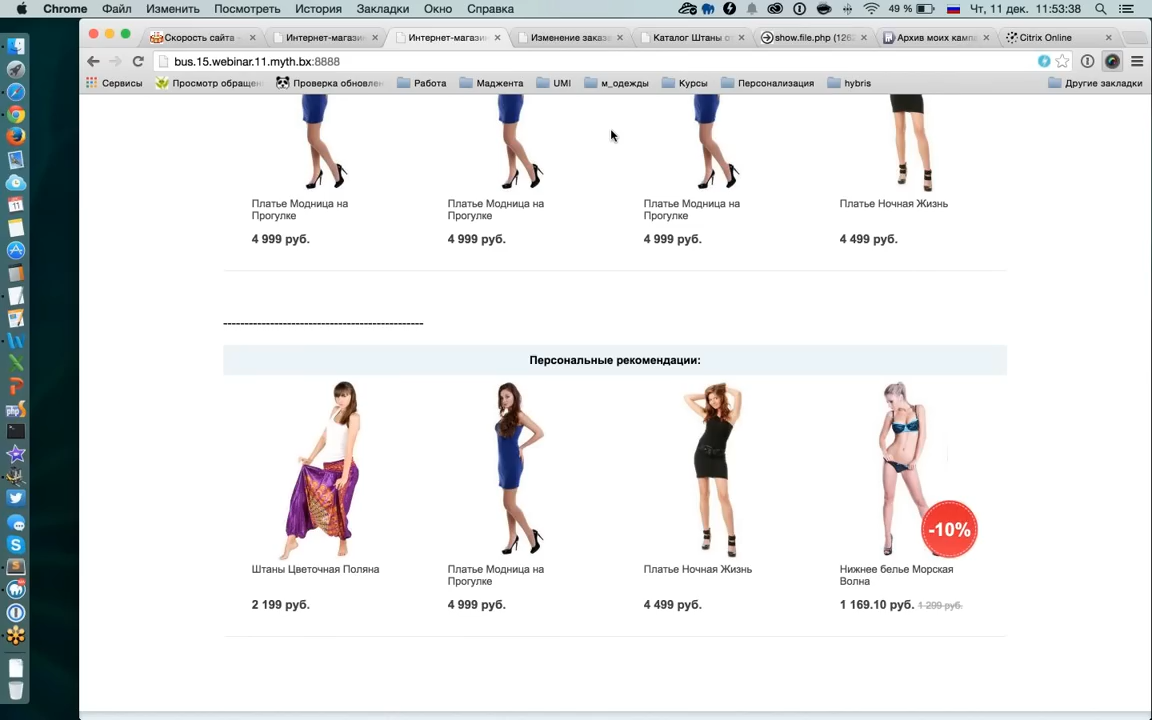 Chrome Файл Изменить Просмотреть История Закладки Окно Справка 49 % Чт, 11 дек. 11:53:38
Скорость сайта Интернет-магазин Интернет-магазин Изменение заказа Каталог Штаны show.file.php (126 Архив моих камп Citrix Online
bus.15.webinar.11.myth.bx:8888
Сервисы Просмотр обращен Проверка обновлен Работа Маджента UMI м_одежды Курсы Персонализация hybris Другие закладки
Платье Модница на Прогулке
4 999 руб.
Платье Модница на Прогулке
4 999 руб.
Платье Модница на Прогулке
4 999 руб.
Платье Ночная Жизнь
4 499 руб.
--------------------------------------------------
Персональные рекомендации:
-10%
Штаны Цветочная Поляна
2 199 руб.
Платье Модница на Прогулке
4 999 руб.
Платье Ночная Жизнь
4 499 руб.
Нижнее белье Морская Волна
1 169.10 руб. 1 299 руб.